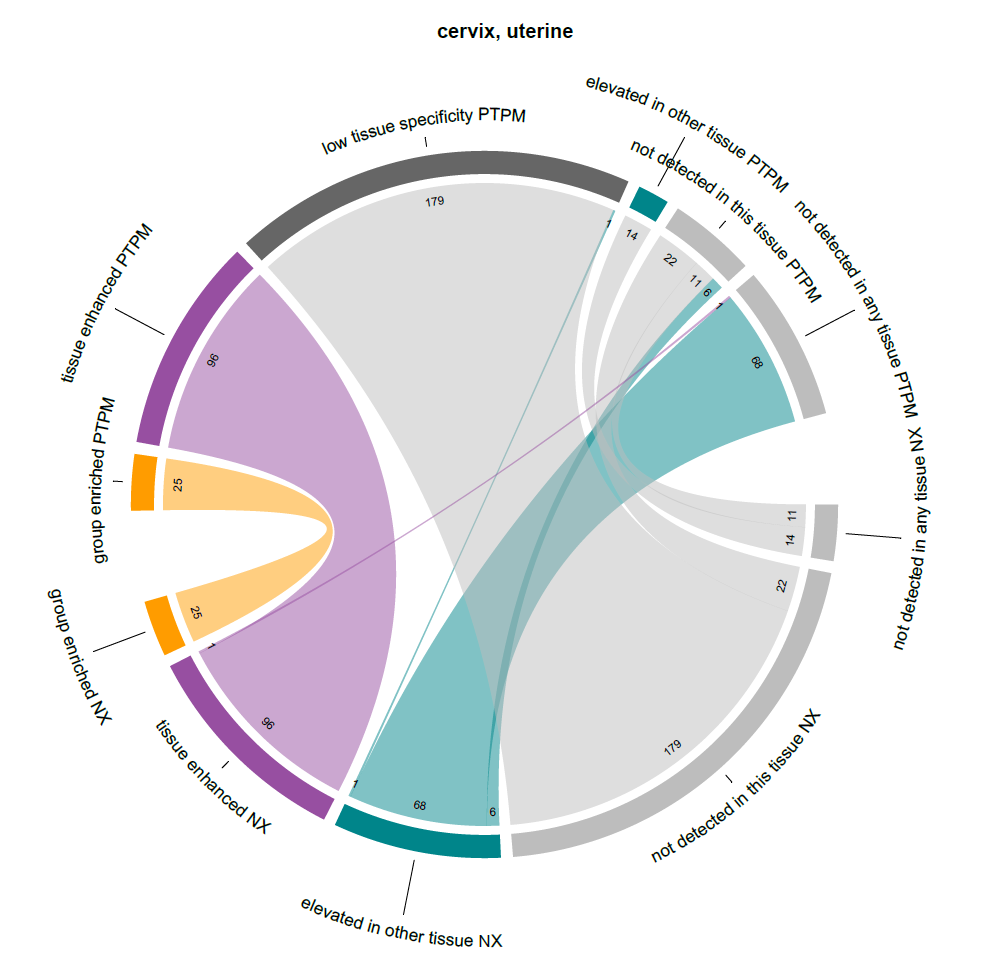 cervix, uterine
elevated in other tissue PTPM
low tissue specificity PTPM
not detected in this tissue PTPM
not detected in any tissue PTPM
tissue enhanced PTPM
group enriched PTPM
group enriched NX
tissue enhanced NX
elevated in other tissue NX
not detected in this tissue NX
not detected in any tissue NX
179
1
14
22
11
6
1
68
96
25
25
1
96
1
68
6
179
22
14
11